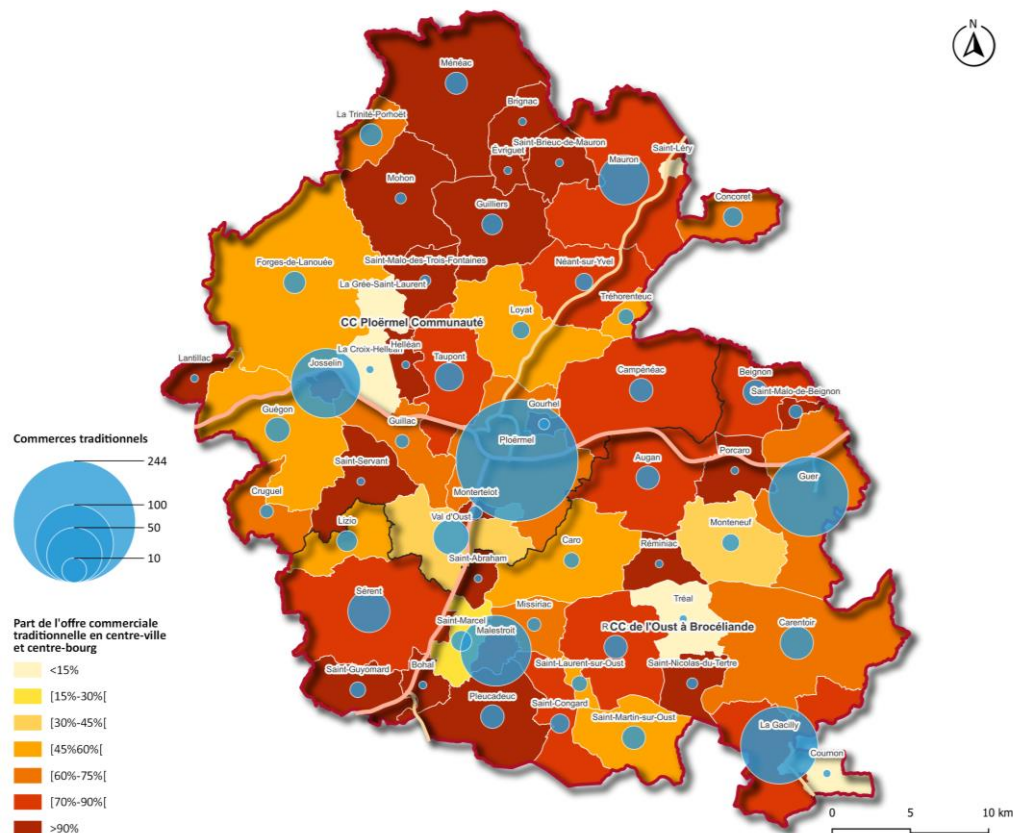 N
Ménéac
Brignac
La Trinité-Porhoët
Saint-Brieuc-de-Mauron
Saint-Léry
Évriguet
Mauron
Mohon
Concoret
Guilliers
Saint-Malo-des-Trois-Fontaines
Néant-sur-Yvel
Forges-de-Lanouée
La Grée-Saint-Laurent
Tréhorenteuc
Loyat
CC Ploërmel Communauté
Helléan
La Croix-Helléan
Lantillac
Josselin
Taupont
Campénéac
Beignon
Saint-Malo-de-Beignon
Gourhel
Guégon
Guillac
Ploërmel
Porcaro
Augan
Saint-Servant
Guer
Cruguel
Montertelot
Lizio
Val d'Oust
Monteneuf
Caro
Réminiac
Saint-Abraham
Sérent
Tréal
Missiriac
Saint-Marcel
Malestroit
R
CC de l'Oust à Brocéliande
Carentoir
Saint-Guyomard
Bohal
Saint-Laurent-sur-Oust
Saint-Nicolas-du-Tertre
Pleucadeuc
Saint-Congard
Saint-Martin-sur-Oust
La Gacilly
Cournon
Commerces traditionnels
244
100
50
10
Part de l'offre commerciale
traditionnelle en centre-ville
et centre-bourg
<15%
[15%-30%[
[30%-45%[
[45%60%[
[60%-75%[
[70%-90%[
>90%
0 5 10 km